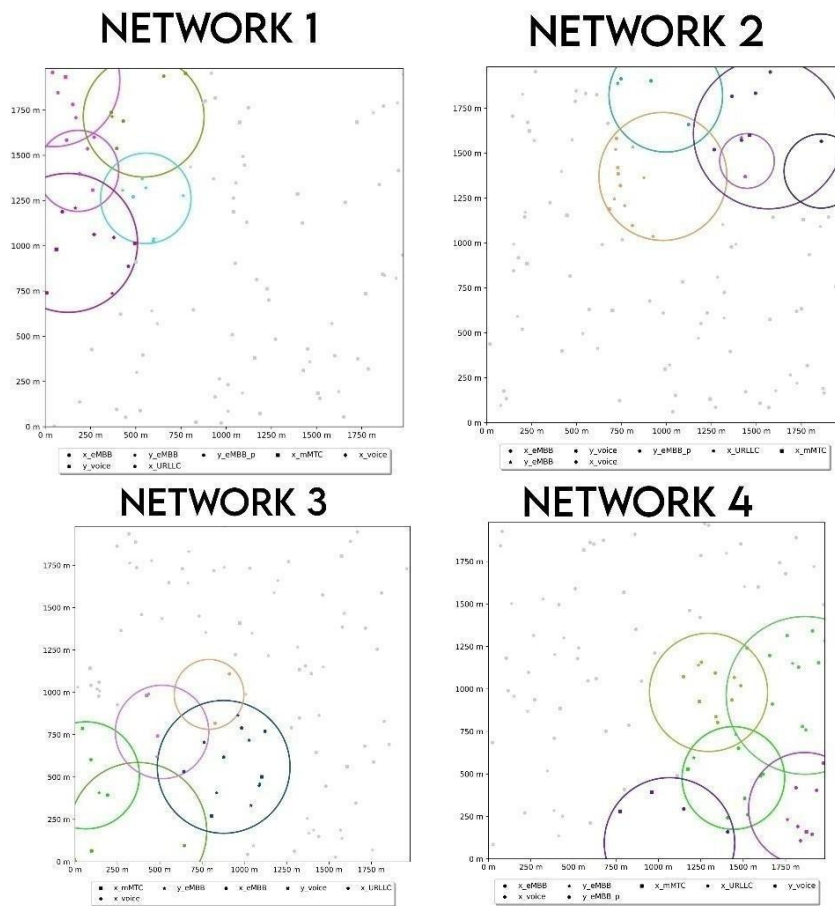 NETWORK 1
1750 m
1500 m
1250 m
1000 m
750 m
500 m
250 m
0 m
0 m 250 m 500 m 750 m 1000 m 1250 m 1500 m 1750 m
x_eMBB y_eMBB y_eMBB_p x_mMTC x_voice
y_voice x_URLLC
NETWORK 2
1750 m
1500 m
1250 m
1000 m
750 m
500 m
250 m
0 m
0 m 250 m 500 m 750 m 1000 m 1250 m 1500 m 1750 m
x_eMBB y_voice y_eMBB_p x_URLLC x_mMTC
y_eMBB x_voice
NETWORK 3
1750 m
1500 m
1250 m
1000 m
750 m
500 m
250 m
0 m
0 m 250 m 500 m 750 m 1000 m 1250 m 1500 m 1750 m
x_mMTC y_eMBB x_eMBB y_voice x_URLLC
x_voice
NETWORK 4
1750 m
1500 m
1250 m
1000 m
750 m
500 m
250 m
0 m
0 m 250 m 500 m 750 m 1000 m 1250 m 1500 m 1750 m
x_eMBB y_eMBB x_mMTC x_URLLC y_voice
x_voice y_eMBB_p